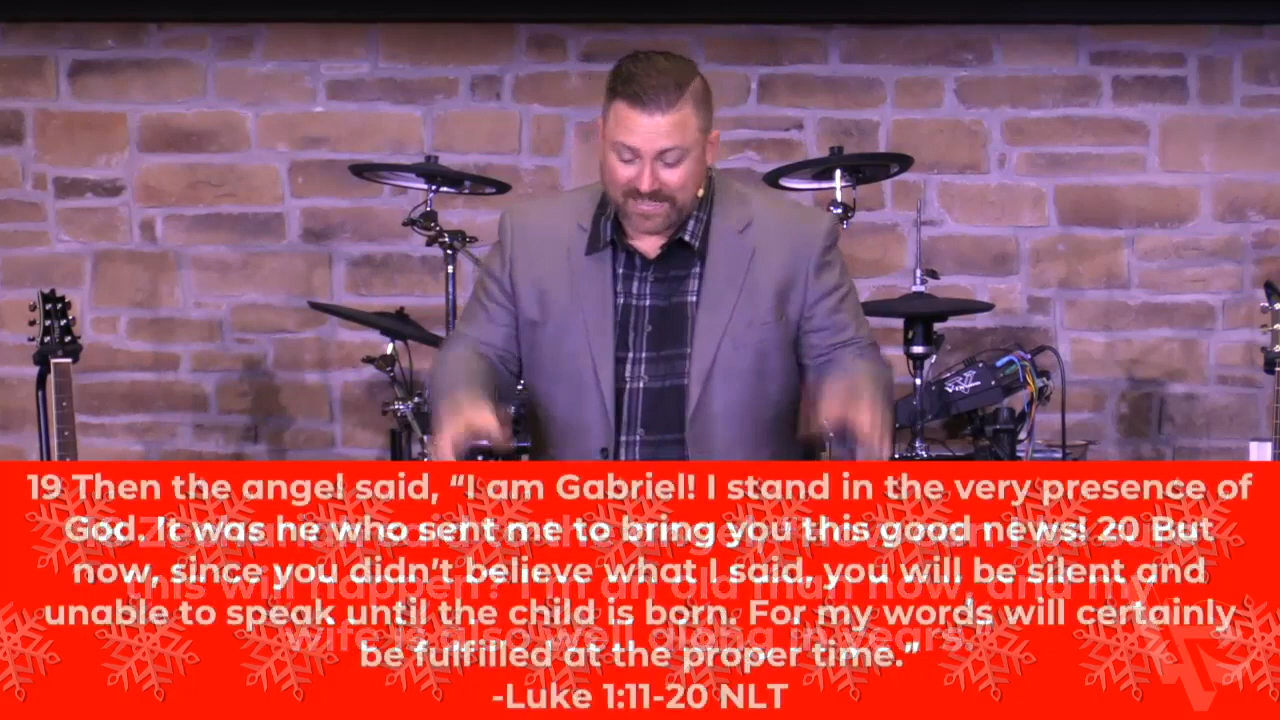 19 Then the angel said, “I am Gabriel! I stand in the very presence of
God. It was he who sent me to bring you this good news! 20 But
now, since you didn’t believe what I said, you will be silent and
unable to speak until the child is born. For my words will certainly
be fulfilled at the proper time.”
-Luke 1:11-20 NLT